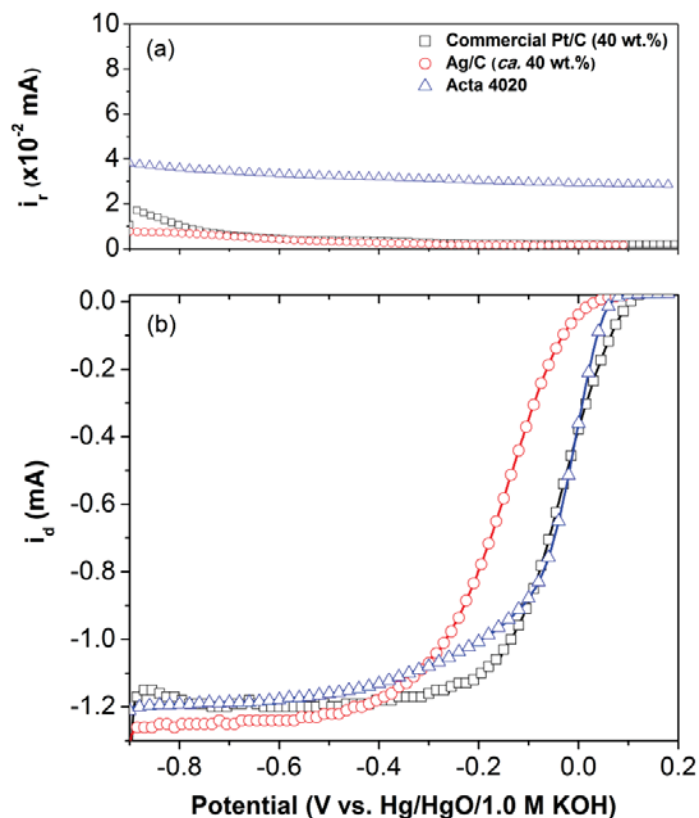 10
8
6
4
2
0
i_r (x10^-2 mA)
(a)
Commercial Pt/C (40 wt.%)
Ag/C (ca. 40 wt.%)
Acta 4020
0.0
-0.2
-0.4
-0.6
-0.8
-1.0
-1.2
i_d (mA)
(b)
-0.8 -0.6 -0.4 -0.2 0.0 0.2
Potential (V vs. Hg/HgO/1.0 M KOH)